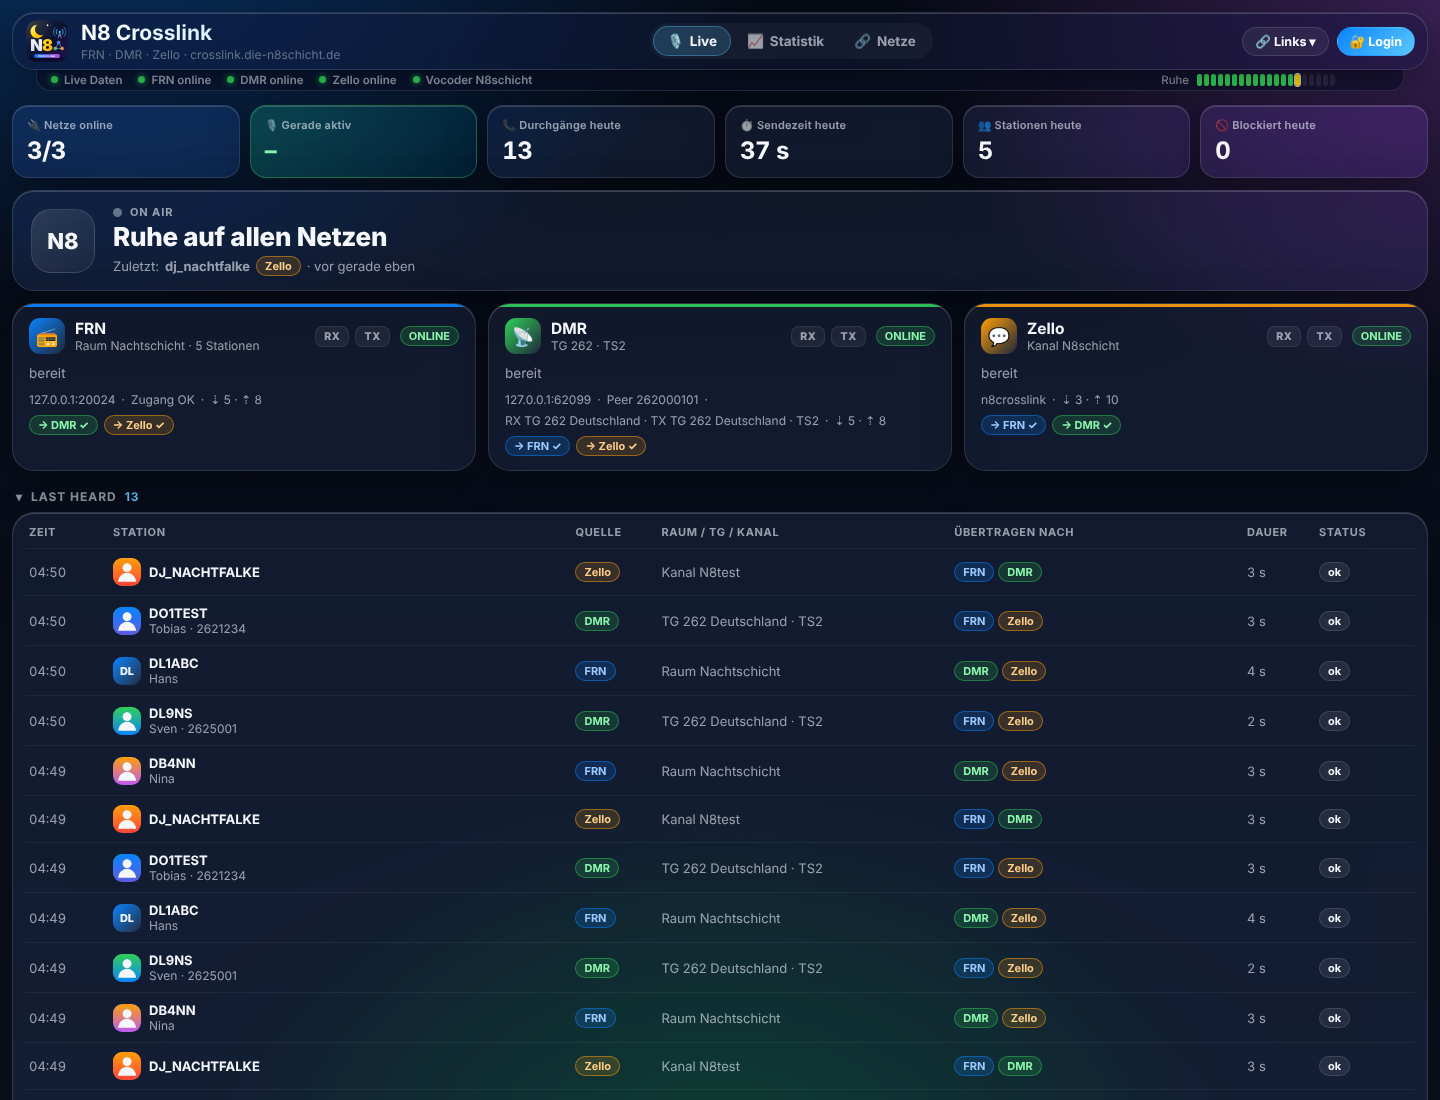 N8 Crosslink
FRN · DMR · Zello · crosslink.die-n8schicht.de
Live
Statistik
Netze
Links ▾
Login
Live Daten
FRN online
DMR online
Zello online
Vocoder N8schicht
Ruhe
Netze online
3/3
Gerade aktiv
–
Durchgänge heute
13
Sendezeit heute
37 s
Stationen heute
5
Blockiert heute
0
N8
ON AIR
Ruhe auf allen Netzen
Zuletzt: dj_nachtfalke Zello · vor gerade eben
FRN
Raum Nachtschicht · 5 Stationen
RX TX ONLINE
bereit
127.0.0.1:20024 · Zugang OK · ↓ 5 · ↑ 8
→ DMR ✓ → Zello ✓
DMR
TG 262 · TS2
RX TX ONLINE
bereit
127.0.0.1:62099 · Peer 262000101 ·
RX TG 262 Deutschland · TX TG 262 Deutschland · TS2 · ↓ 5 · ↑ 8
→ FRN ✓ → Zello ✓
Zello
Kanal N8schicht
RX TX ONLINE
bereit
n8crosslink · ↓ 3 · ↑ 10
→ FRN ✓ → DMR ✓
▼ LAST HEARD 13
ZEIT STATION QUELLE RAUM / TG / KANAL ÜBERTRAGEN NACH DAUER STATUS
04:50 DJ_NACHTFALKE Zello Kanal N8test FRN DMR 3 s ok
04:50 DO1TEST DMR TG 262 Deutschland · TS2 FRN Zello 3 s ok
Tobias · 2621234
04:50 DL DL1ABC FRN Raum Nachtschicht DMR Zello 4 s ok
Hans
04:50 DL9NS DMR TG 262 Deutschland · TS2 FRN Zello 2 s ok
Sven · 2625001
04:49 DB4NN FRN Raum Nachtschicht DMR Zello 3 s ok
Nina
04:49 DJ_NACHTFALKE Zello Kanal N8test FRN DMR 3 s ok
04:49 DO1TEST DMR TG 262 Deutschland · TS2 FRN Zello 3 s ok
Tobias · 2621234
04:49 DL DL1ABC FRN Raum Nachtschicht DMR Zello 4 s ok
Hans
04:49 DL9NS DMR TG 262 Deutschland · TS2 FRN Zello 2 s ok
Sven · 2625001
04:49 DB4NN FRN Raum Nachtschicht DMR Zello 3 s ok
Nina
04:49 DJ_NACHTFALKE Zello Kanal N8test FRN DMR 3 s ok